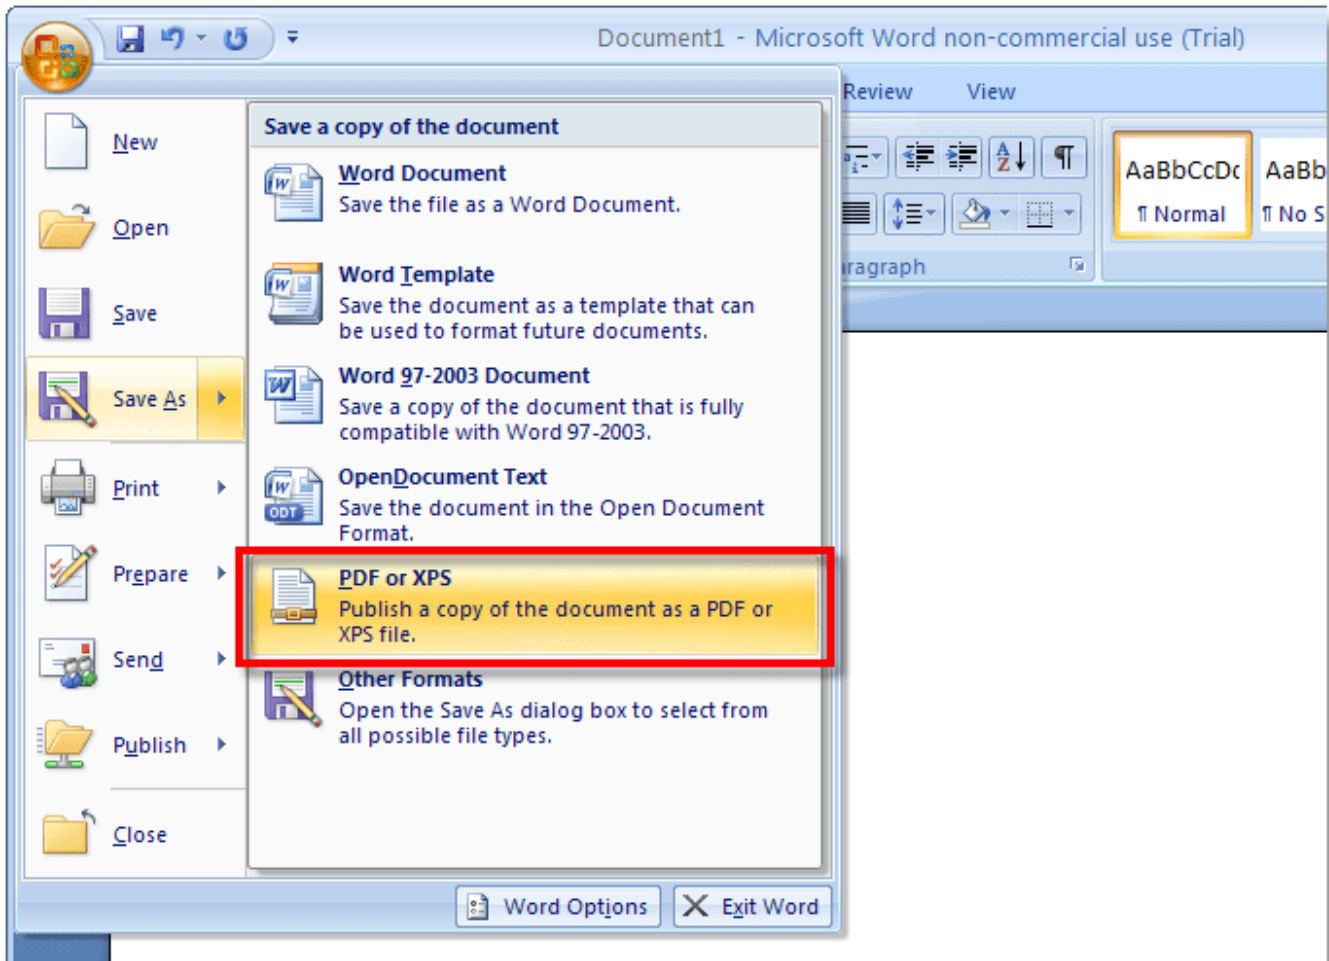 Document1 - Microsoft Word non-commercial use (Trial)
Review View
New
Open
Save
Save As
Print
Prepare
Send
Publish
Close
Save a copy of the document
Word Document
Save the file as a Word Document.
Word Template
Save the document as a template that can
be used to format future documents.
Word 97-2003 Document
Save a copy of the document that is fully
compatible with Word 97-2003.
OpenDocument Text
Save the document in the Open Document
Format.
ODT
PDF or XPS
Publish a copy of the document as a PDF or
XPS file.
Other Formats
Open the Save As dialog box to select from
all possible file types.
Word Options
Exit Word
AaBbCcDc AaBb
¶ Normal ¶ No S
aragraph